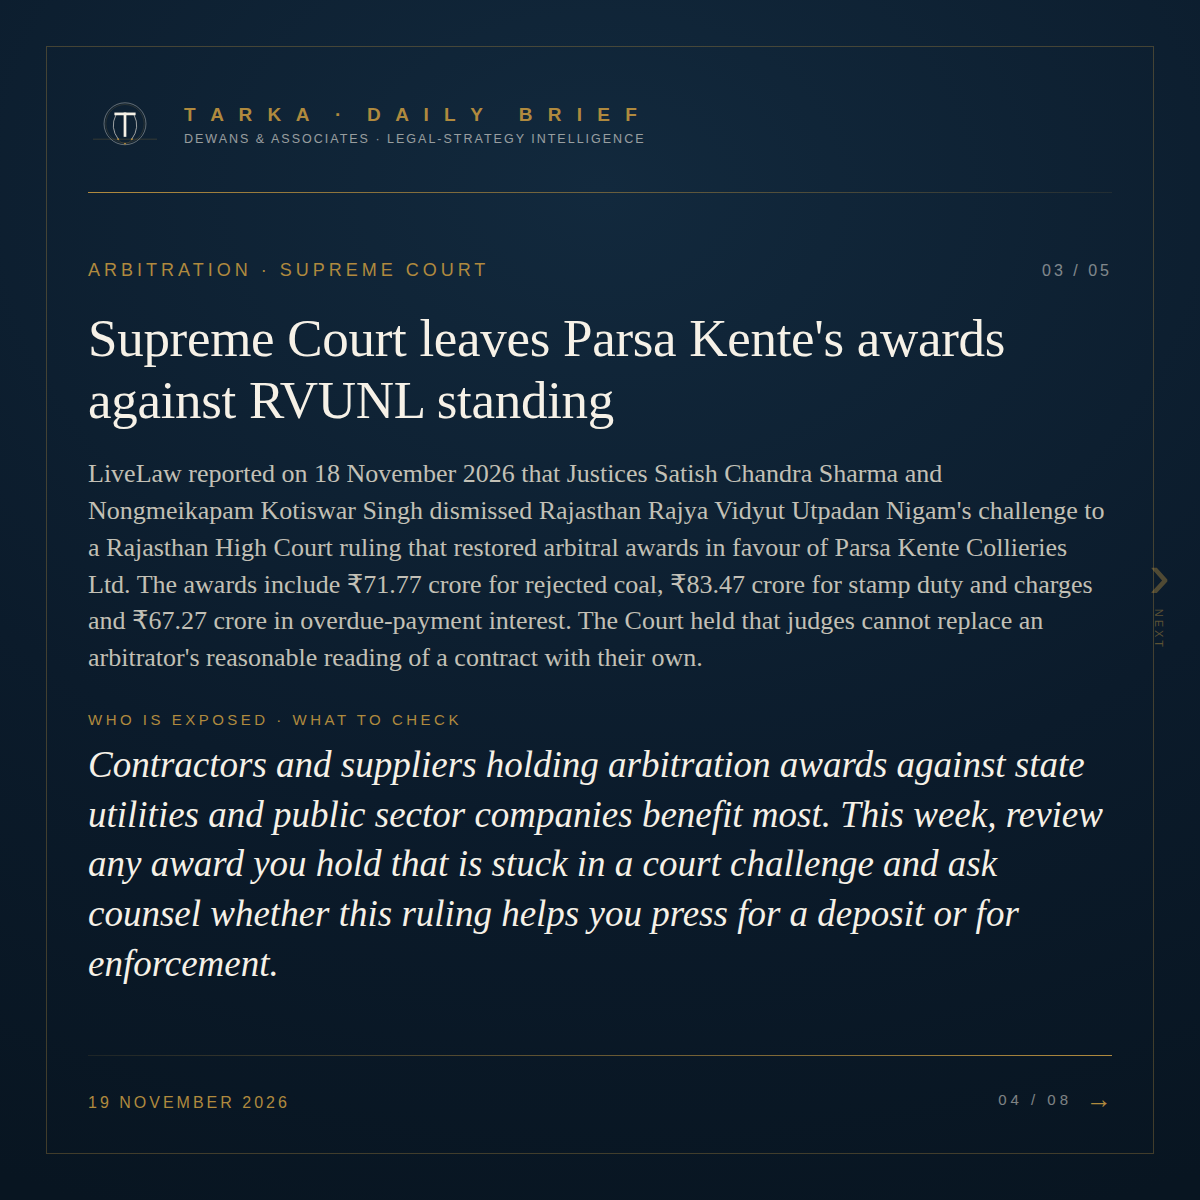 T
TARKA · DAILY BRIEF
DEWANS & ASSOCIATES · LEGAL-STRATEGY INTELLIGENCE
ARBITRATION · SUPREME COURT
03 / 05
Supreme Court leaves Parsa Kente's awards
against RVUNL standing
LiveLaw reported on 18 November 2026 that Justices Satish Chandra Sharma and
Nongmeikapam Kotiswar Singh dismissed Rajasthan Rajya Vidyut Utpadan Nigam's challenge to
a Rajasthan High Court ruling that restored arbitral awards in favour of Parsa Kente Collieries
Ltd. The awards include ₹71.77 crore for rejected coal, ₹83.47 crore for stamp duty and charges
and ₹67.27 crore in overdue-payment interest. The Court held that judges cannot replace an
arbitrator's reasonable reading of a contract with their own.
› NEXT
WHO IS EXPOSED · WHAT TO CHECK
Contractors and suppliers holding arbitration awards against state
utilities and public sector companies benefit most. This week, review
any award you hold that is stuck in a court challenge and ask
counsel whether this ruling helps you press for a deposit or for
enforcement.
19 NOVEMBER 2026
04 / 08 →